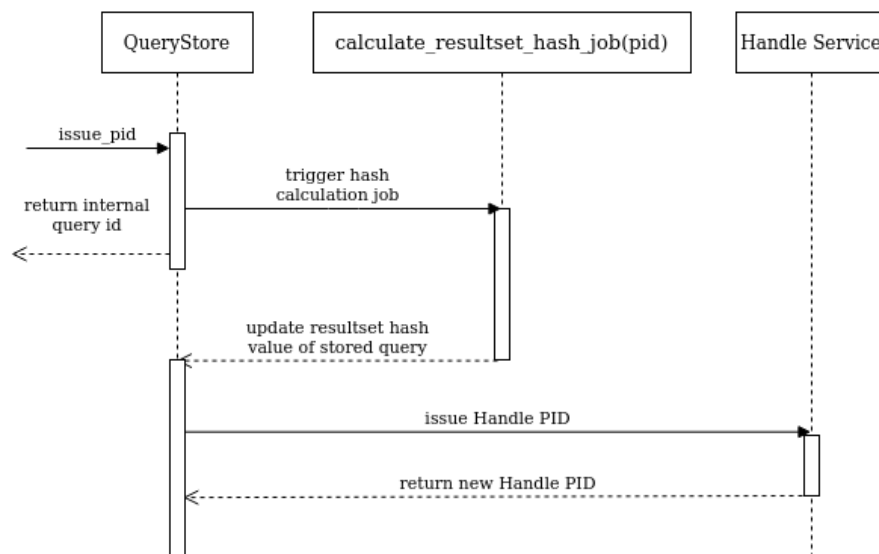 QueryStore
calculate_resultset_hash_job(pid)
Handle Service
issue_pid
trigger hash
calculation job
return internal
query id
update resultset hash
value of stored query
issue Handle PID
return new Handle PID